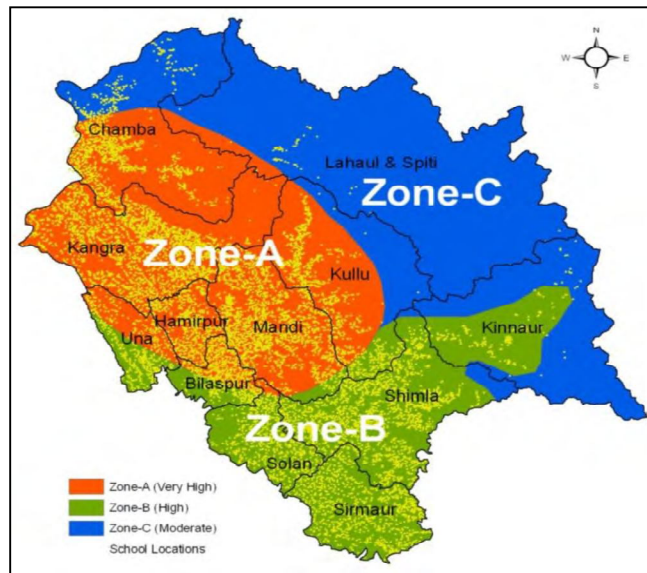 N
W E
S
Chamba
Lahaul & Spiti
Zone-C
Kangra
Zone-A
Kullu
Una
Hamirpur
Mandi
Kinnaur
Bilaspur
Shimla
Zone-B
Solan
Sirmaur
Zone-A (Very High)
Zone-B (High)
Zone-C (Moderate)
School Locations